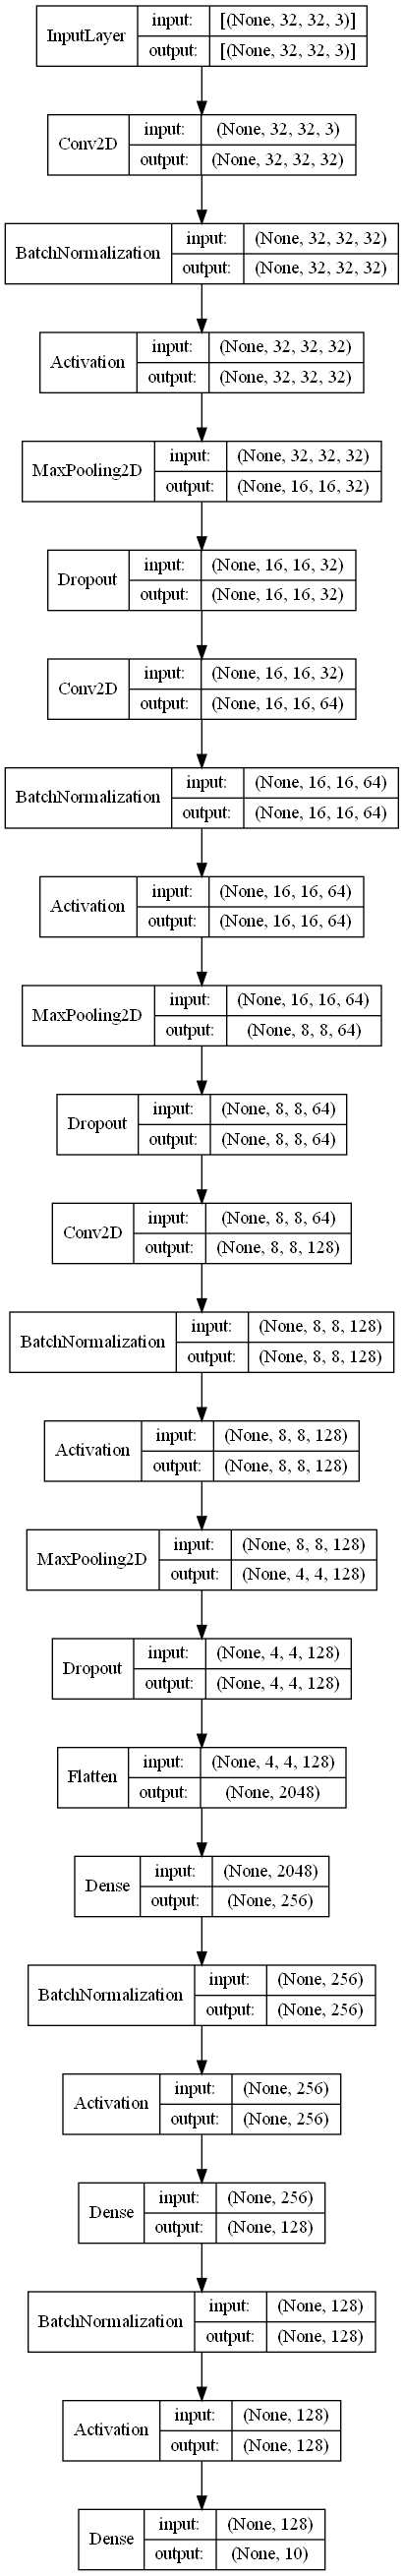 InputLayer input: [(None, 32, 32, 3)]
output: [(None, 32, 32, 3)]
Conv2D input: (None, 32, 32, 3)
output: (None, 32, 32, 32)
BatchNormalization input: (None, 32, 32, 32)
output: (None, 32, 32, 32)
Activation input: (None, 32, 32, 32)
output: (None, 32, 32, 32)
MaxPooling2D input: (None, 32, 32, 32)
output: (None, 16, 16, 32)
Dropout input: (None, 16, 16, 32)
output: (None, 16, 16, 32)
Conv2D input: (None, 16, 16, 32)
output: (None, 16, 16, 64)
BatchNormalization input: (None, 16, 16, 64)
output: (None, 16, 16, 64)
Activation input: (None, 16, 16, 64)
output: (None, 16, 16, 64)
MaxPooling2D input: (None, 16, 16, 64)
output: (None, 8, 8, 64)
Dropout input: (None, 8, 8, 64)
output: (None, 8, 8, 64)
Conv2D input: (None, 8, 8, 64)
output: (None, 8, 8, 128)
BatchNormalization input: (None, 8, 8, 128)
output: (None, 8, 8, 128)
Activation input: (None, 8, 8, 128)
output: (None, 8, 8, 128)
MaxPooling2D input: (None, 8, 8, 128)
output: (None, 4, 4, 128)
Dropout input: (None, 4, 4, 128)
output: (None, 4, 4, 128)
Flatten input: (None, 4, 4, 128)
output: (None, 2048)
Dense input: (None, 2048)
output: (None, 256)
BatchNormalization input: (None, 256)
output: (None, 256)
Activation input: (None, 256)
output: (None, 256)
Dense input: (None, 256)
output: (None, 128)
BatchNormalization input: (None, 128)
output: (None, 128)
Activation input: (None, 128)
output: (None, 128)
Dense input: (None, 128)
output: (None, 10)